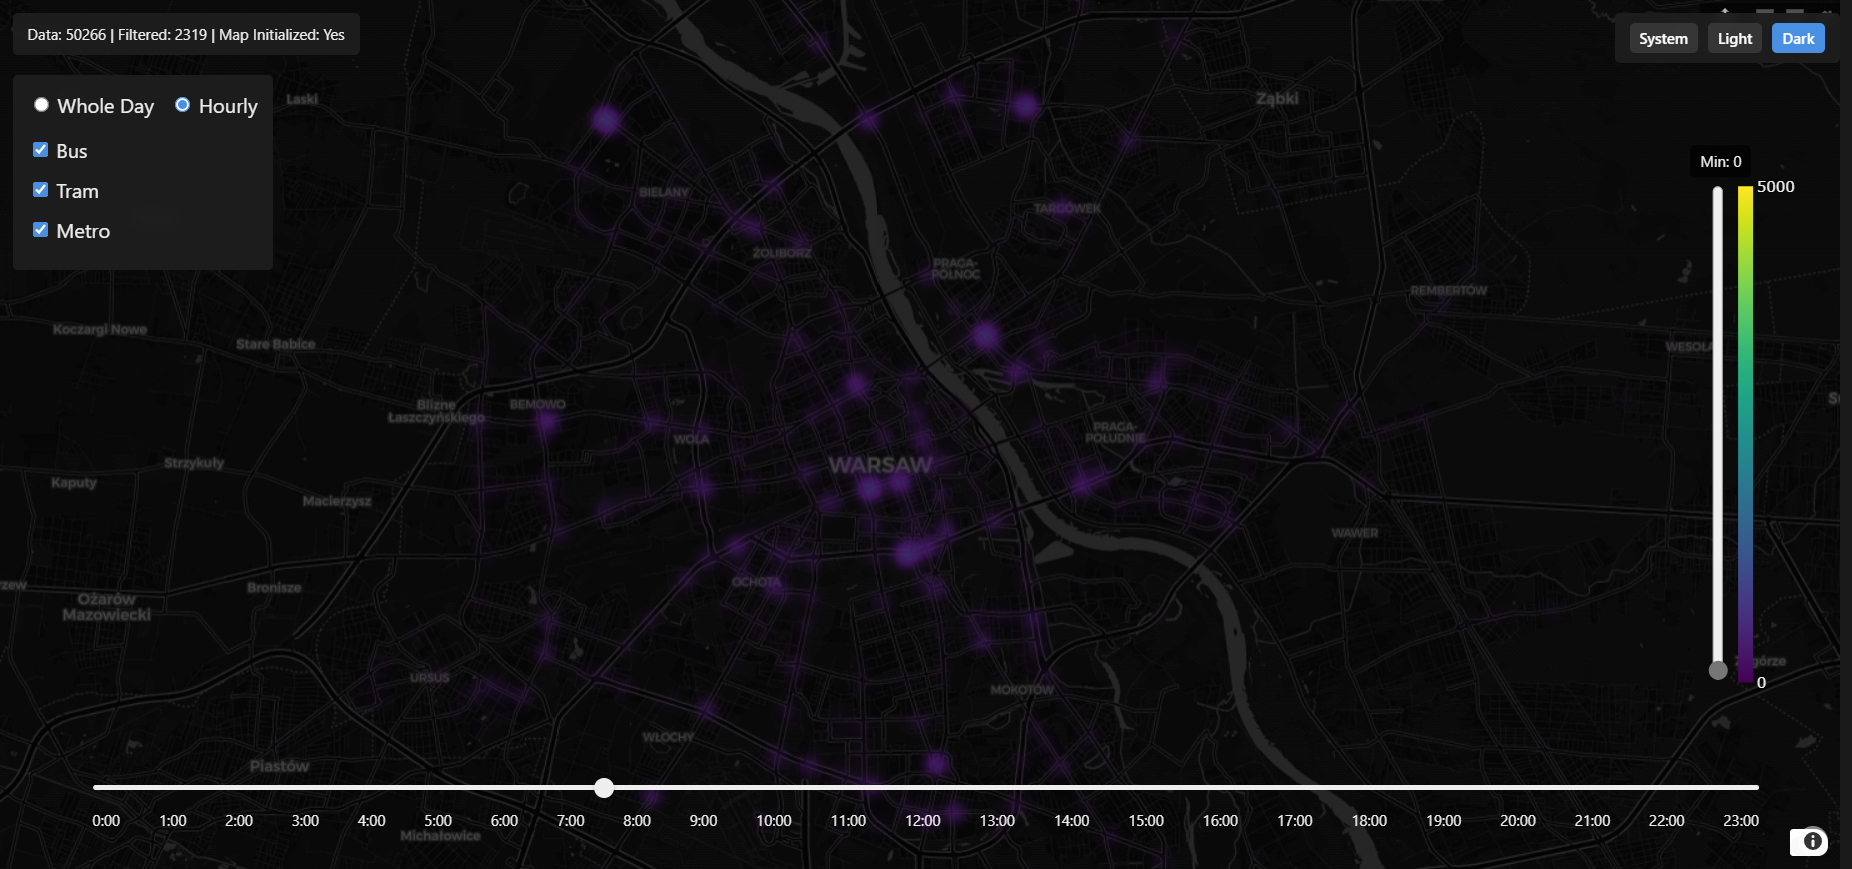 Data: 50266 | Filtered: 2319 | Map Initialized: Yes
System
Light
Dark
Whole Day
Hourly
Bus
Tram
Metro
Laski
Ząbki
BIELANY
TARGÓWEK
ŻOLIBORZ
PRAGA-
PÓŁNOC
REMBERTÓW
Min: 0
5000
0
Koczargi Nowe
Stare Babice
WESOŁA
Blizne
Łaszczyńskiego
BEMOWO
WOLA
PRAGA-
POŁUDNIE
WARSAW
Strzykuły
Kaputy
Macierzysz
WAWER
OCHOTA
Bronisze
Ożarów
Mazowiecki
URSUS
MOKOTÓW
WŁOCHY
Piastów
Michałowice
0:00
1:00
2:00
3:00
4:00
5:00
6:00
7:00
8:00
9:00
10:00
11:00
12:00
13:00
14:00
15:00
16:00
17:00
18:00
19:00
20:00
21:00
22:00
23:00